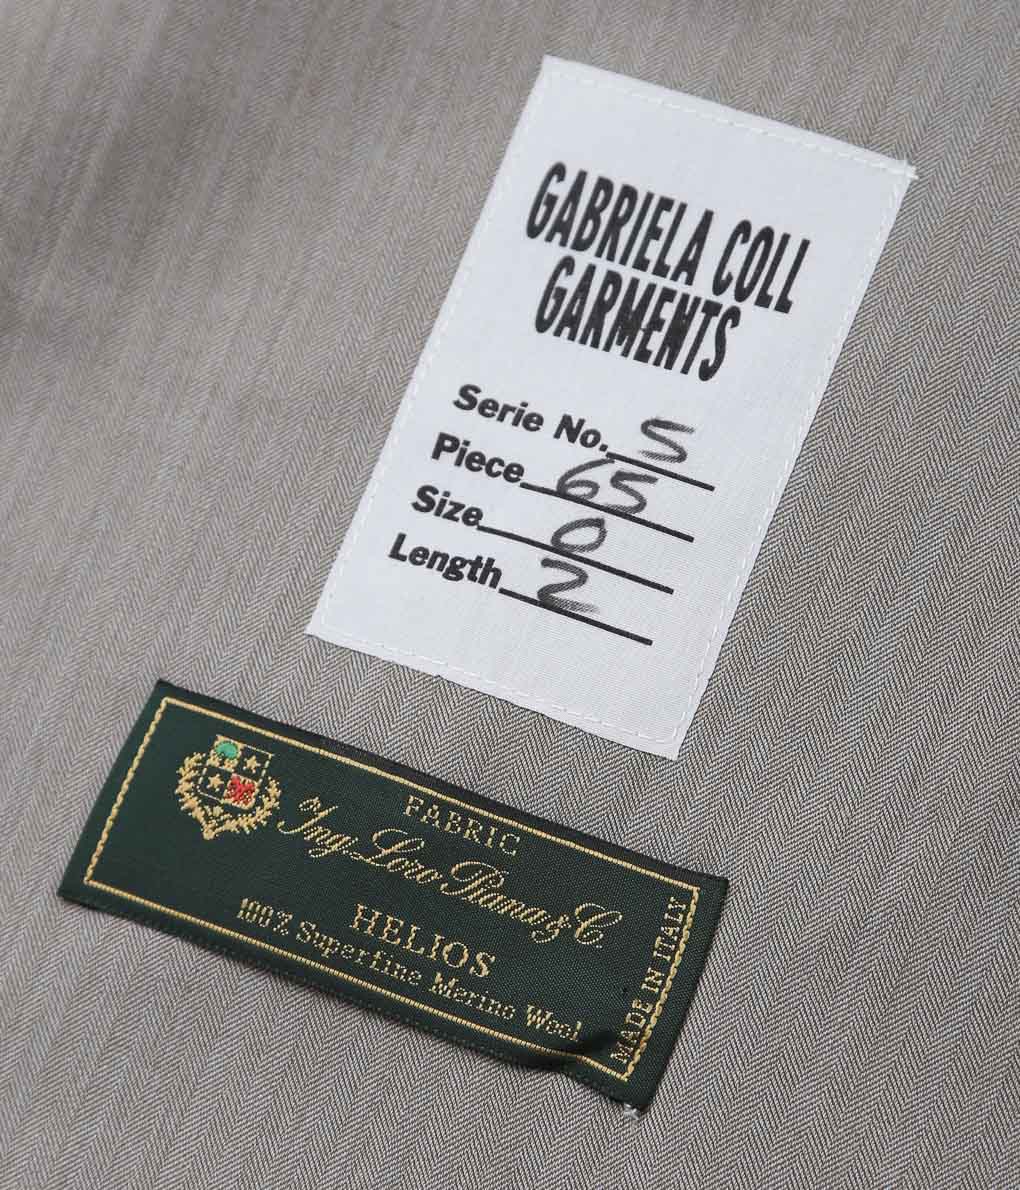 GABRIELA COLL
GARMENTS
Serie No. 5
Piece 65
Size 0
Length 2
FABRIC
Ing. Loro Piana & C.
HELIOS
100% Superfine Merino Wool
MADE IN ITALY